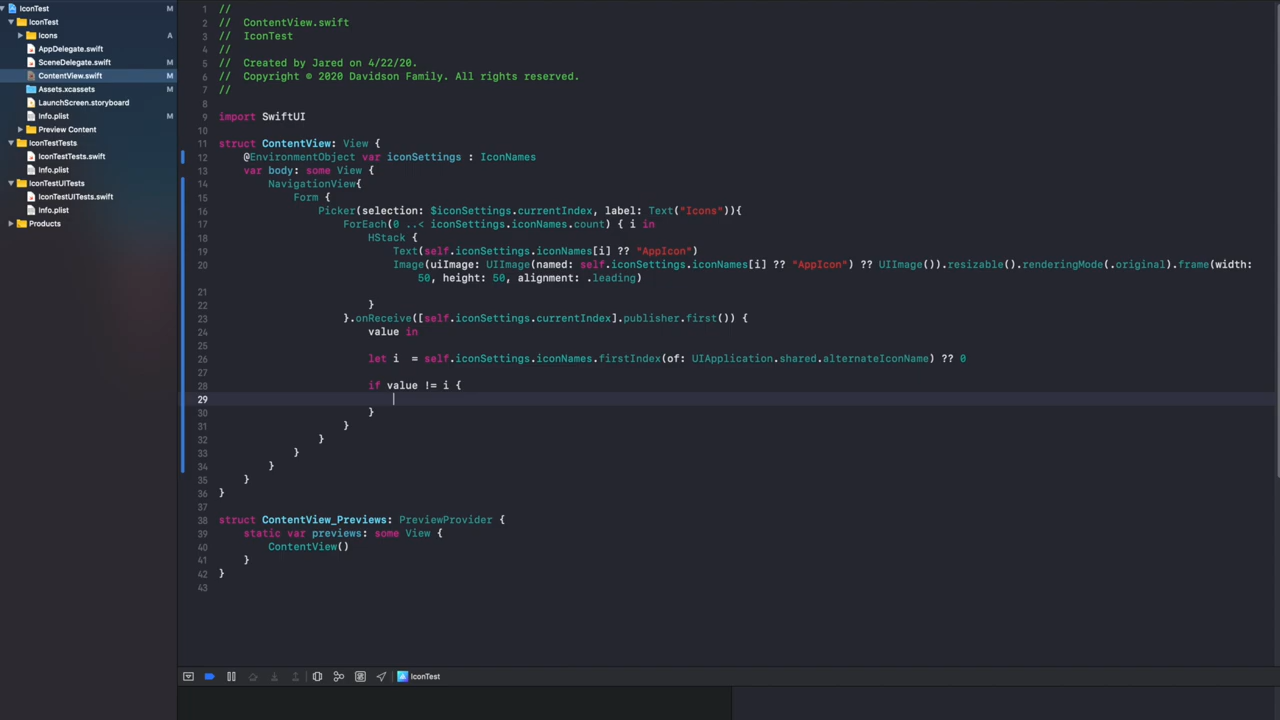 IconTest M
IconTest
Icons A
AppDelegate.swift
SceneDelegate.swift M
ContentView.swift M
Assets.xcassets M
LaunchScreen.storyboard
Info.plist M
Preview Content
IconTestTests
IconTestTests.swift
Info.plist
IconTestUITests
IconTestUITests.swift
Info.plist
Products
1 //
2 // ContentView.swift
3 // IconTest
4 //
5 // Created by Jared on 4/22/20.
6 // Copyright © 2020 Davidson Family. All rights reserved.
7 //
8
9 import SwiftUI
10
11 struct ContentView: View {
12 @EnvironmentObject var iconSettings : IconNames
13 var body: some View {
14 NavigationView{
15 Form {
16 Picker(selection: $iconSettings.currentIndex, label: Text("Icons")){
17 ForEach(0 ..< iconSettings.iconNames.count) { i in
18 HStack {
19 Text(self.iconSettings.iconNames[i] ?? "AppIcon")
20 Image(uiImage: UIImage(named: self.iconSettings.iconNames[i] ?? "AppIcon") ?? UIImage()).resizable().renderingMode(.original).frame(width:
50, height: 50, alignment: .leading)
21
22 }
23 }.onReceive([self.iconSettings.currentIndex].publisher.first()) {
24 value in
25
26 let i  = self.iconSettings.iconNames.firstIndex(of: UIApplication.shared.alternateIconName) ?? 0
27
28 if value != i {
29
30 }
31 }
32 }
33 }
34 }
35 }
36 }
37
38 struct ContentView_Previews: PreviewProvider {
39 static var previews: some View {
40 ContentView()
41 }
42 }
43
IconTest